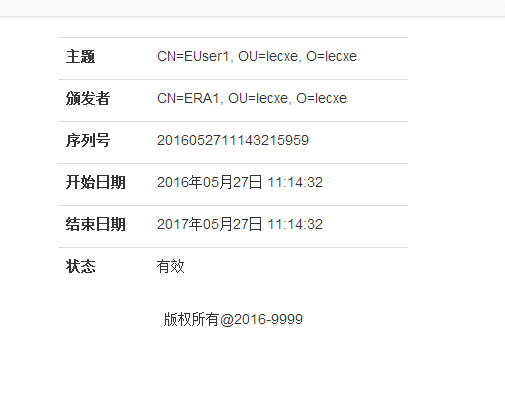 主题 CN=EUser1, OU=lecxe, O=lecxe
颁发者 CN=ERA1, OU=lecxe, O=lecxe
序列号 2016052711143215959
开始日期 2016年05月27日 11:14:32
结束日期 2017年05月27日 11:14:32
状态 有效
版权所有@2016-9999